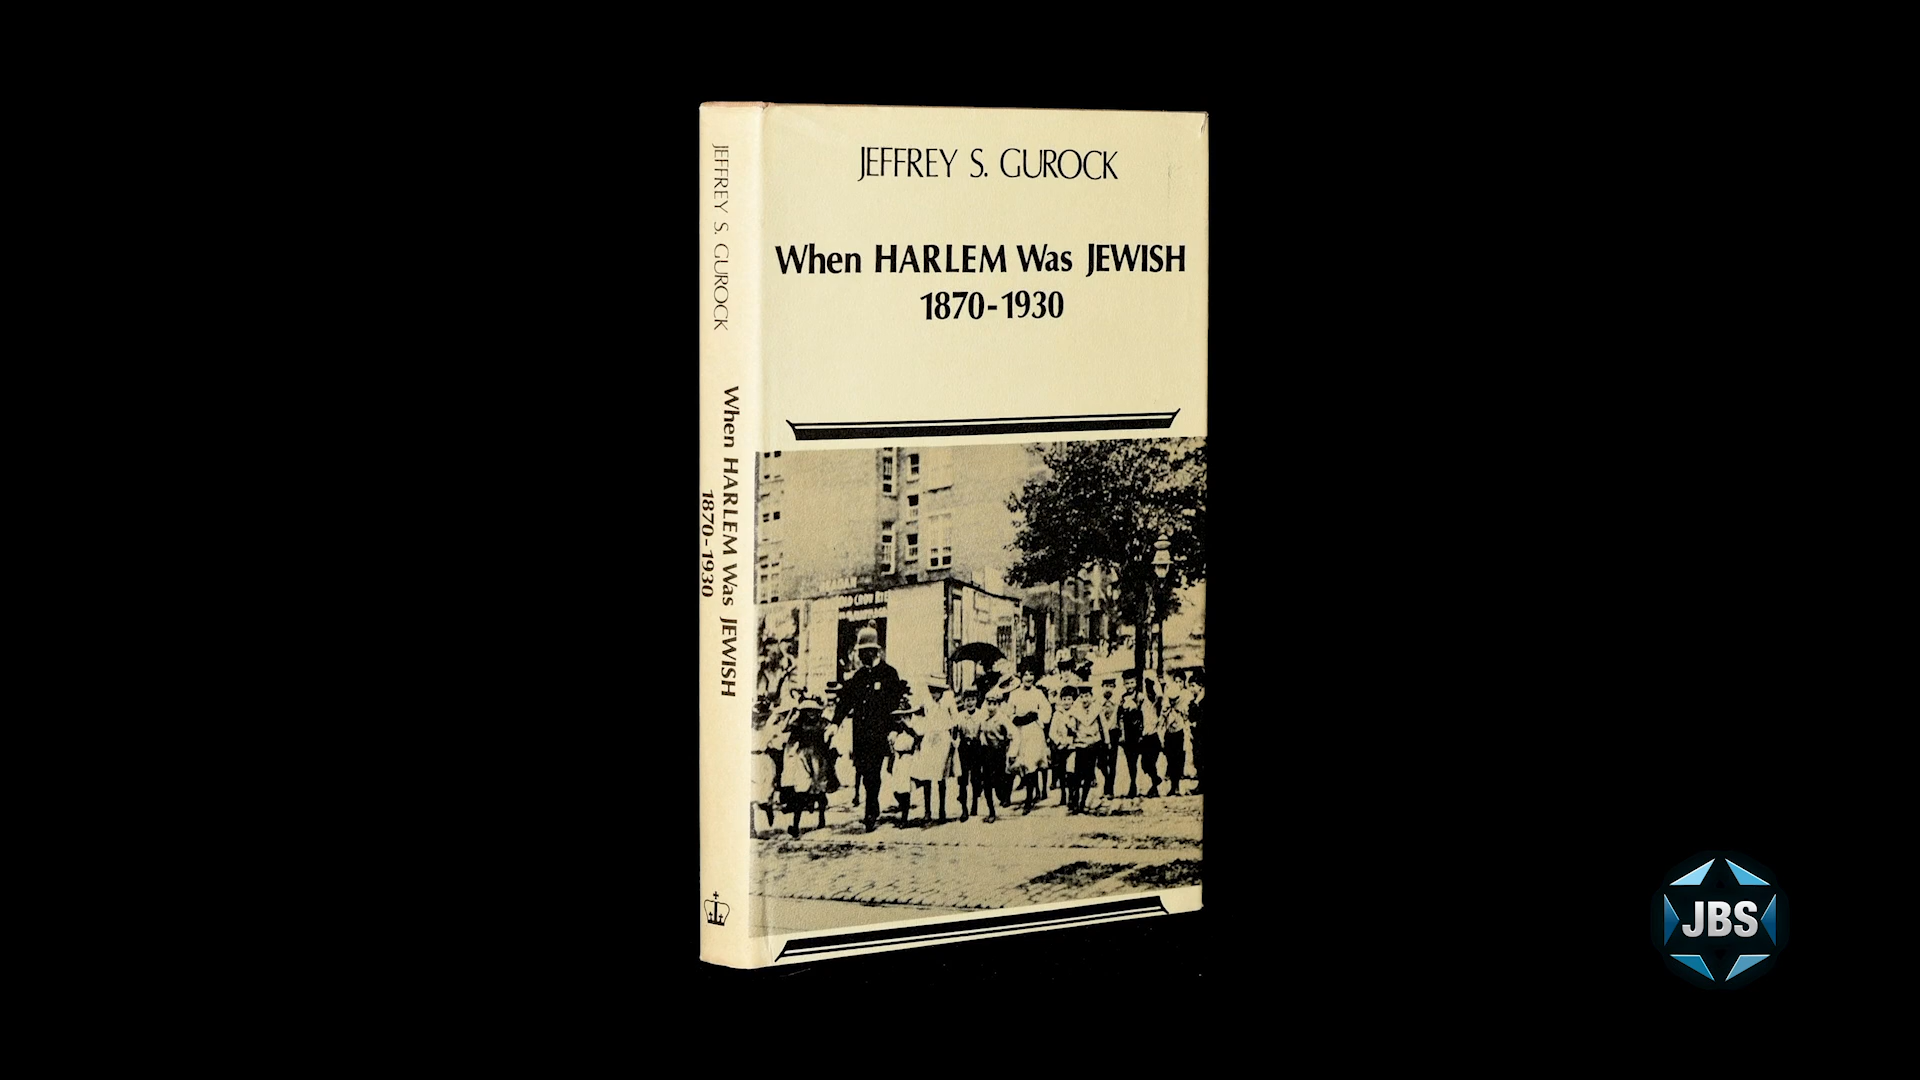 JEFFREY S. GUROCK
When HARLEM Was JEWISH
1870-1930
JEFFREY S. GUROCK
When HARLEM Was JEWISH
1870-1930
JBS